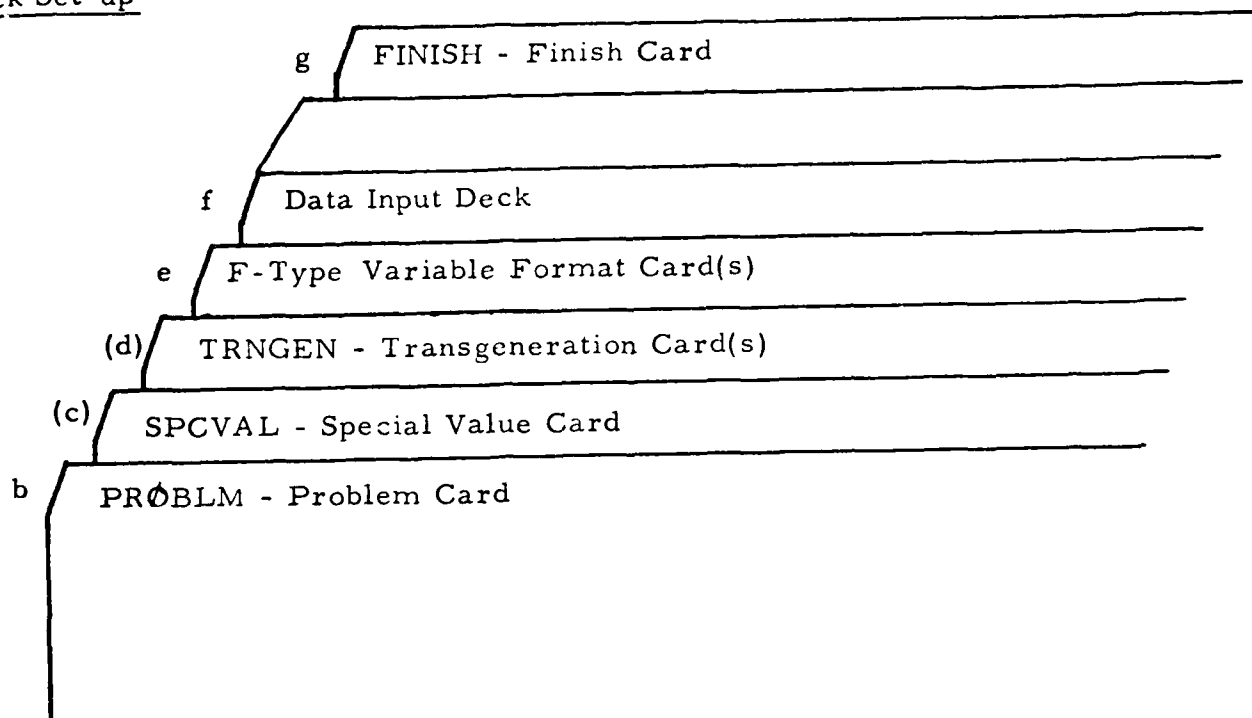 Set-up
g FINISH - Finish Card
f Data Input Deck
e F-Type Variable Format Card(s)
(d) TRNGEN - Transgeneration Card(s)
(c) SPCVAL - Special Value Card
b PRØBLM - Problem Card